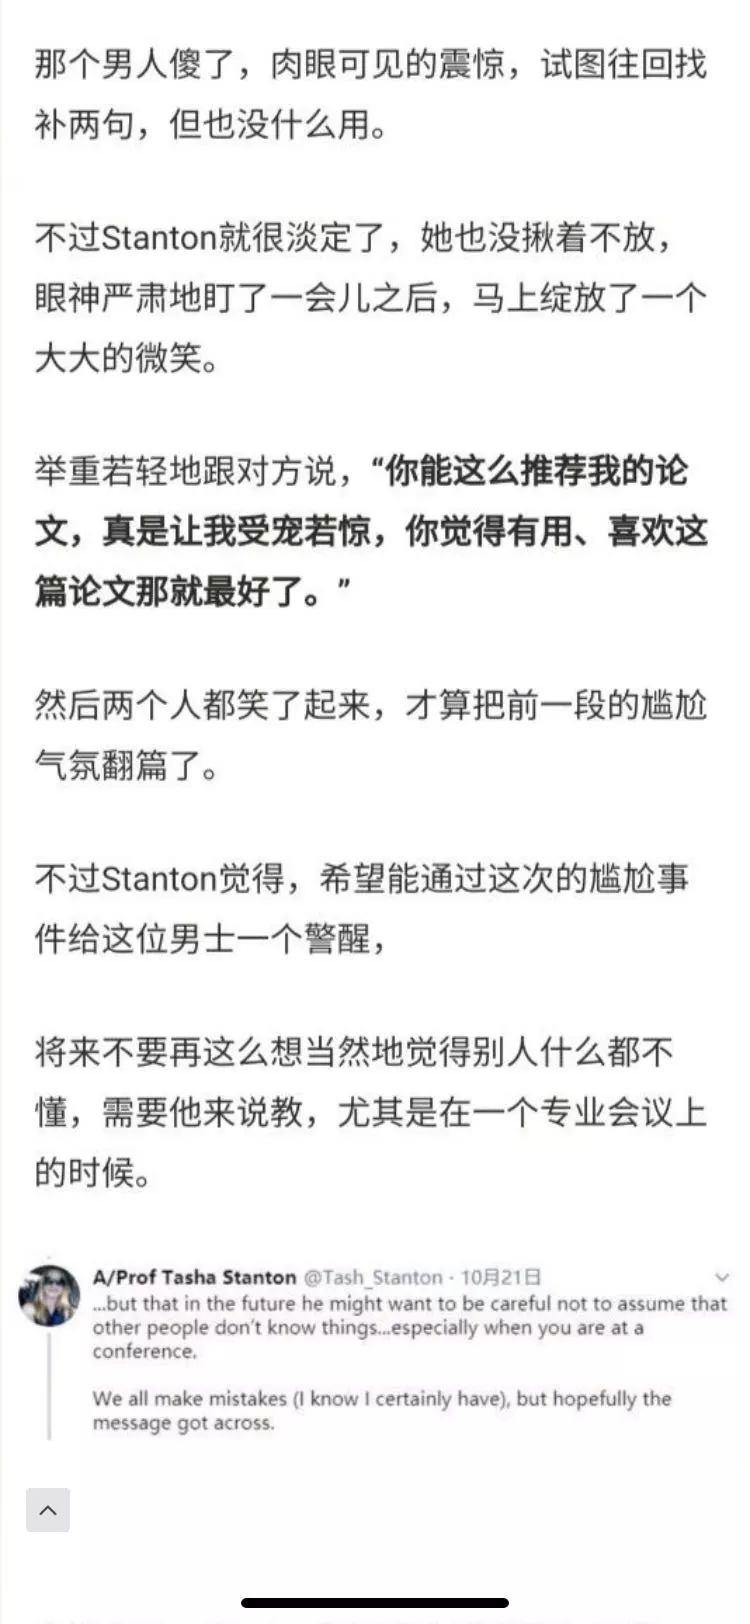 那个男人傻了，肉眼可见的震惊，试图往回找
补两句，但也没什么用。
不过Stanton就很淡定了，她也没揪着不放，
眼神严肃地盯了一会儿之后，马上绽放了一个
大大的微笑。
举重若轻地跟对方说，“你能这么推荐我的论
文，真是让我受宠若惊，你觉得有用、喜欢这
篇论文那就最好了。”
然后两个人都笑了起来，才算把前一段的尴尬
气氛翻篇了。
不过Stanton觉得，希望能通过这次的尴尬事
件给这位男士一个警醒，
将来不要再这么想当然地觉得别人什么都不
懂，需要他来说教，尤其是在一个专业会议上
的时候。
A/Prof Tasha Stanton @Tash_Stanton · 10月21日
...but that in the future he might want to be careful not to assume that
other people don't know things...especially when you are at a
conference.
We all make mistakes (I know I certainly have), but hopefully the
message got across.